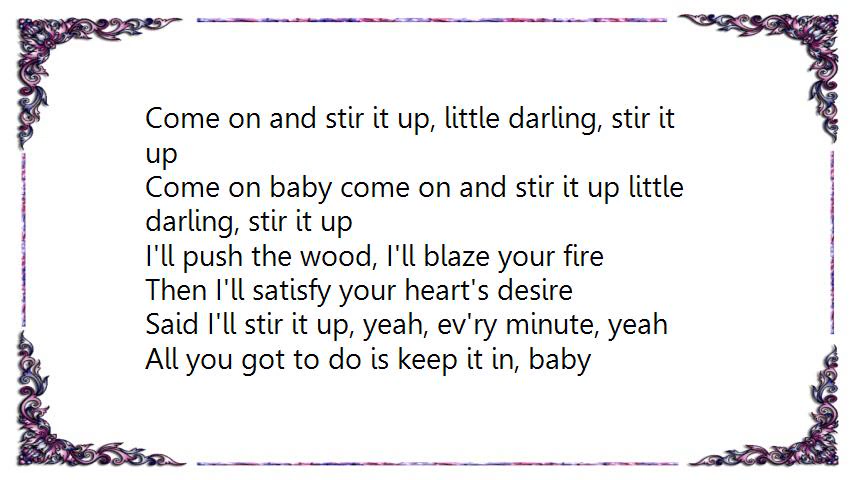 Come on and stir it up, little darling, stir it
up
Come on baby come on and stir it up little
darling, stir it up
I'll push the wood, I'll blaze your fire
Then I'll satisfy your heart's desire
Said I'll stir it up, yeah, ev'ry minute, yeah
All you got to do is keep it in, baby